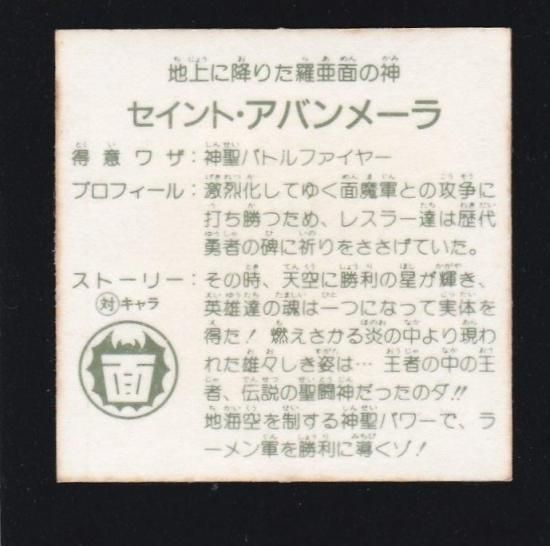 地上に降りた羅亜面の神
セイント・アバンメーラ
得意ワザ：神聖バトルファイヤー
プロフィール：激烈化してゆく面魔軍との攻争に
打ち勝つため、レスラー達は歴代
勇者の碑に祈りをささげていた。
ストーリー：その時、天空に勝利の星が輝き、
対キャラ
英雄達の魂は一つになって実体を
得た！燃えさかる炎の中より現わ
れた雄々しき姿は…王者の中の王
者、伝説の聖闘神だったのダ!!
地海空を制する神聖パワーで、ラ
ーメン軍を勝利に導くゾ！